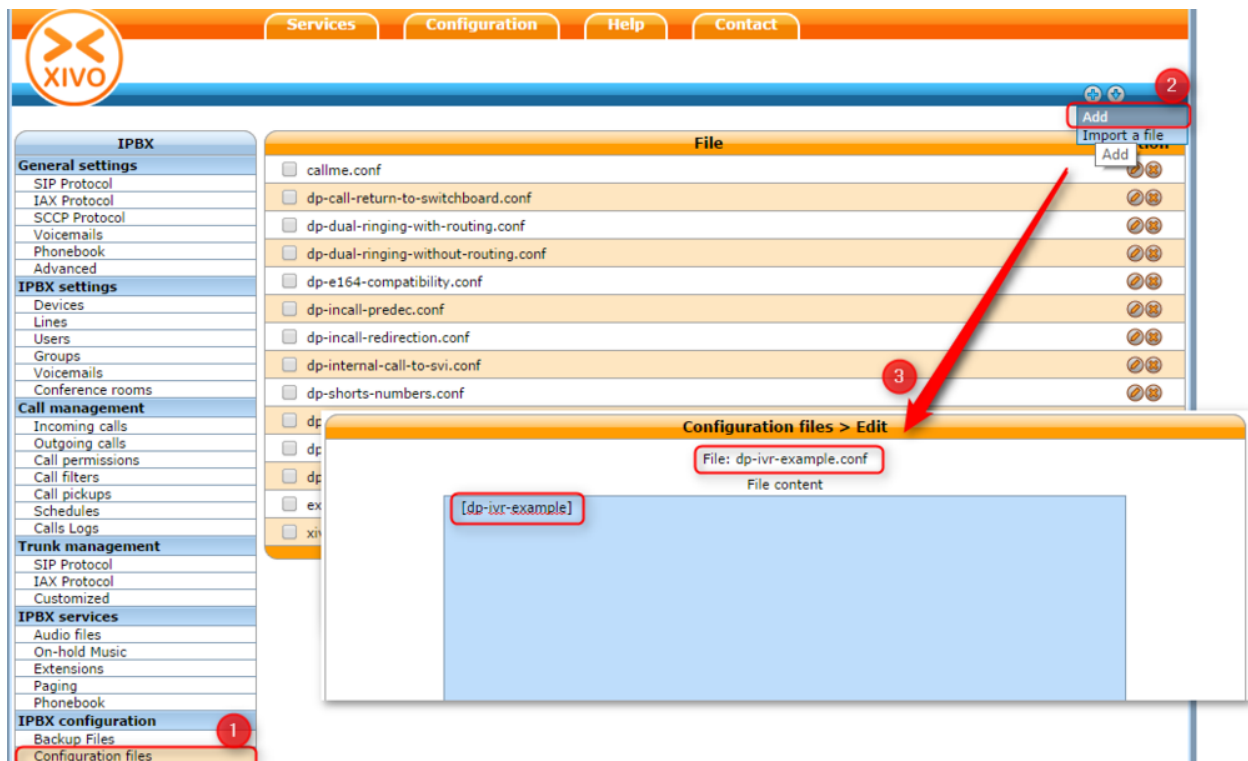 Services
Configuration
Help
Contact
XIVO
2
Add
Import a file
Add
IPBX
General settings
SIP Protocol
IAX Protocol
SCCP Protocol
Voicemails
Phonebook
Advanced
IPBX settings
Devices
Lines
Users
Groups
Voicemails
Conference rooms
Call management
Incoming calls
Outgoing calls
Call permissions
Call filters
Call pickups
Schedules
Calls Logs
Trunk management
SIP Protocol
IAX Protocol
Customized
IPBX services
Audio files
On-hold Music
Extensions
Paging
Phonebook
IPBX configuration
1
Backup Files
Configuration files
File
callme.conf
dp-call-return-to-switchboard.conf
dp-dual-ringing-with-routing.conf
dp-dual-ringing-without-routing.conf
dp-e164-compatibility.conf
dp-incall-predec.conf
dp-incall-redirection.conf
dp-internal-call-to-svi.conf
dp-shorts-numbers.conf
3
Configuration files > Edit
File: dp-ivr-example.conf
File content
[dp-ivr-example]